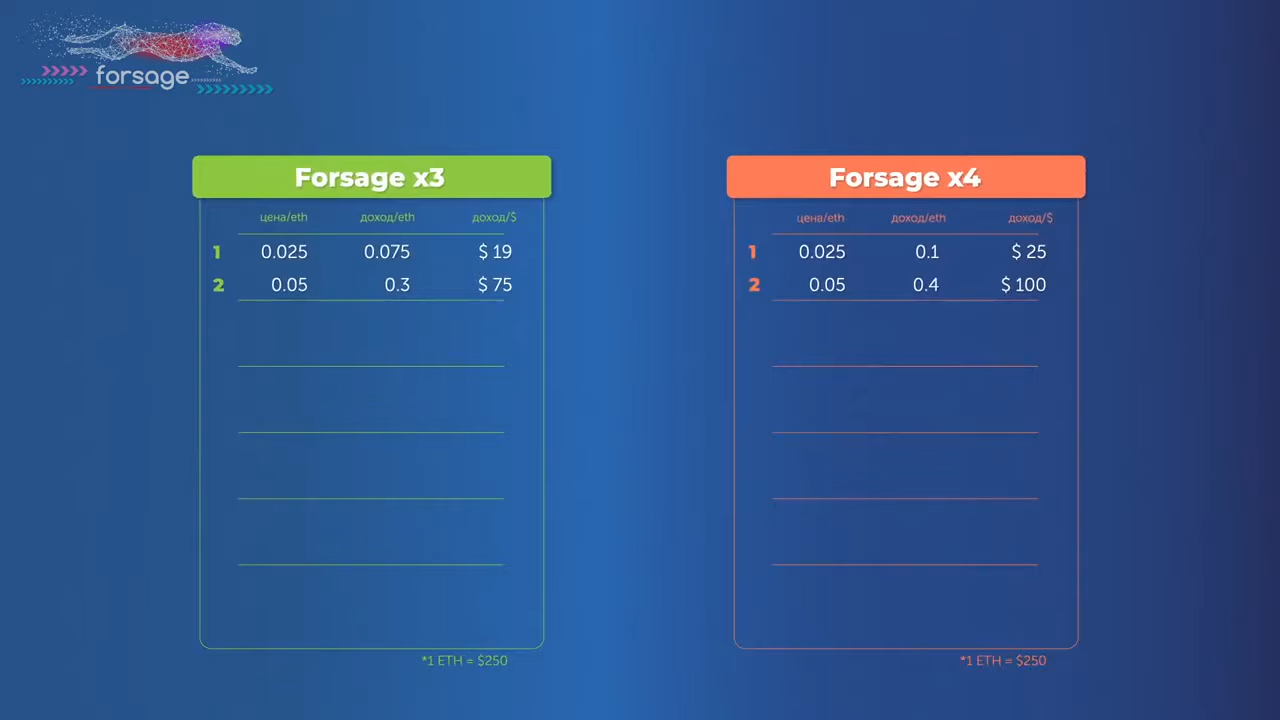 forsage
Forsage x3
цена/eth доход/eth доход/$
1 0.025 0.075 $ 19
2 0.05 0.3 $ 75
*1 ETH = $250
Forsage x4
цена/eth доход/eth доход/$
1 0.025 0.1 $ 25
2 0.05 0.4 $ 100
*1 ETH = $250